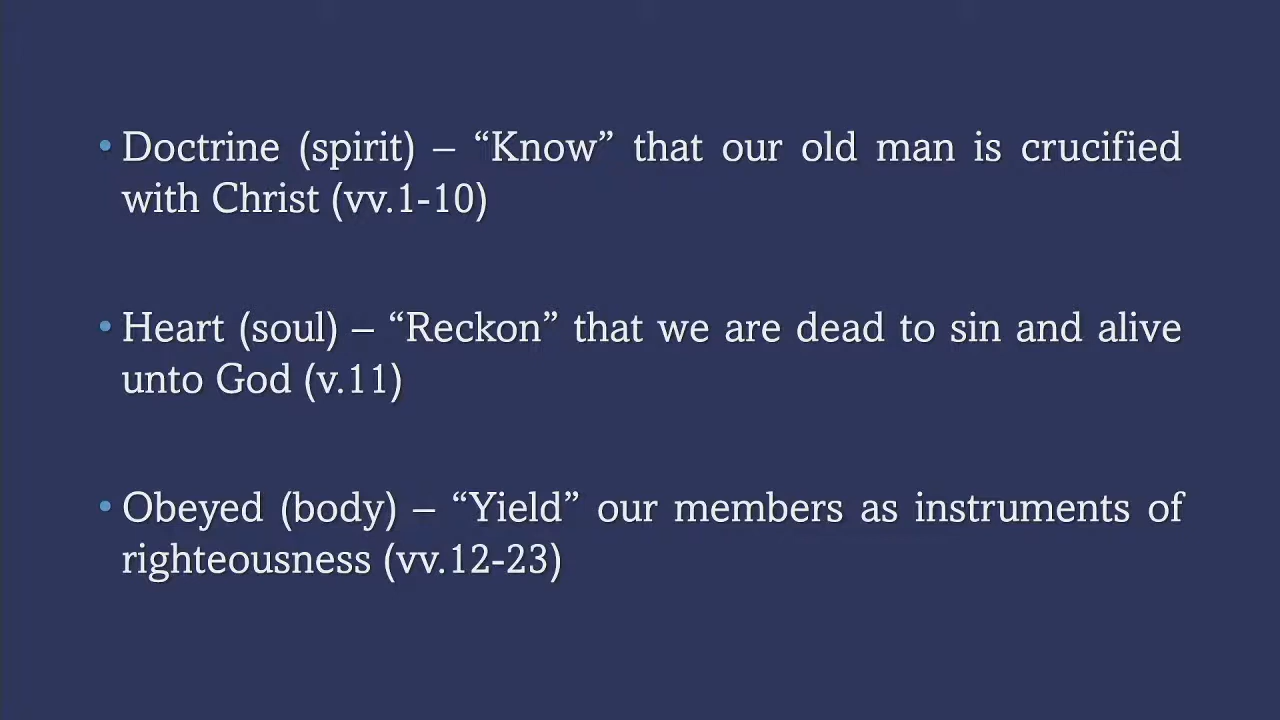 • Doctrine (spirit) – “Know” that our old man is crucified
with Christ (vv.1-10)
• Heart (soul) – “Reckon” that we are dead to sin and alive
unto God (v.11)
• Obeyed (body) – “Yield” our members as instruments of
righteousness (vv.12-23)